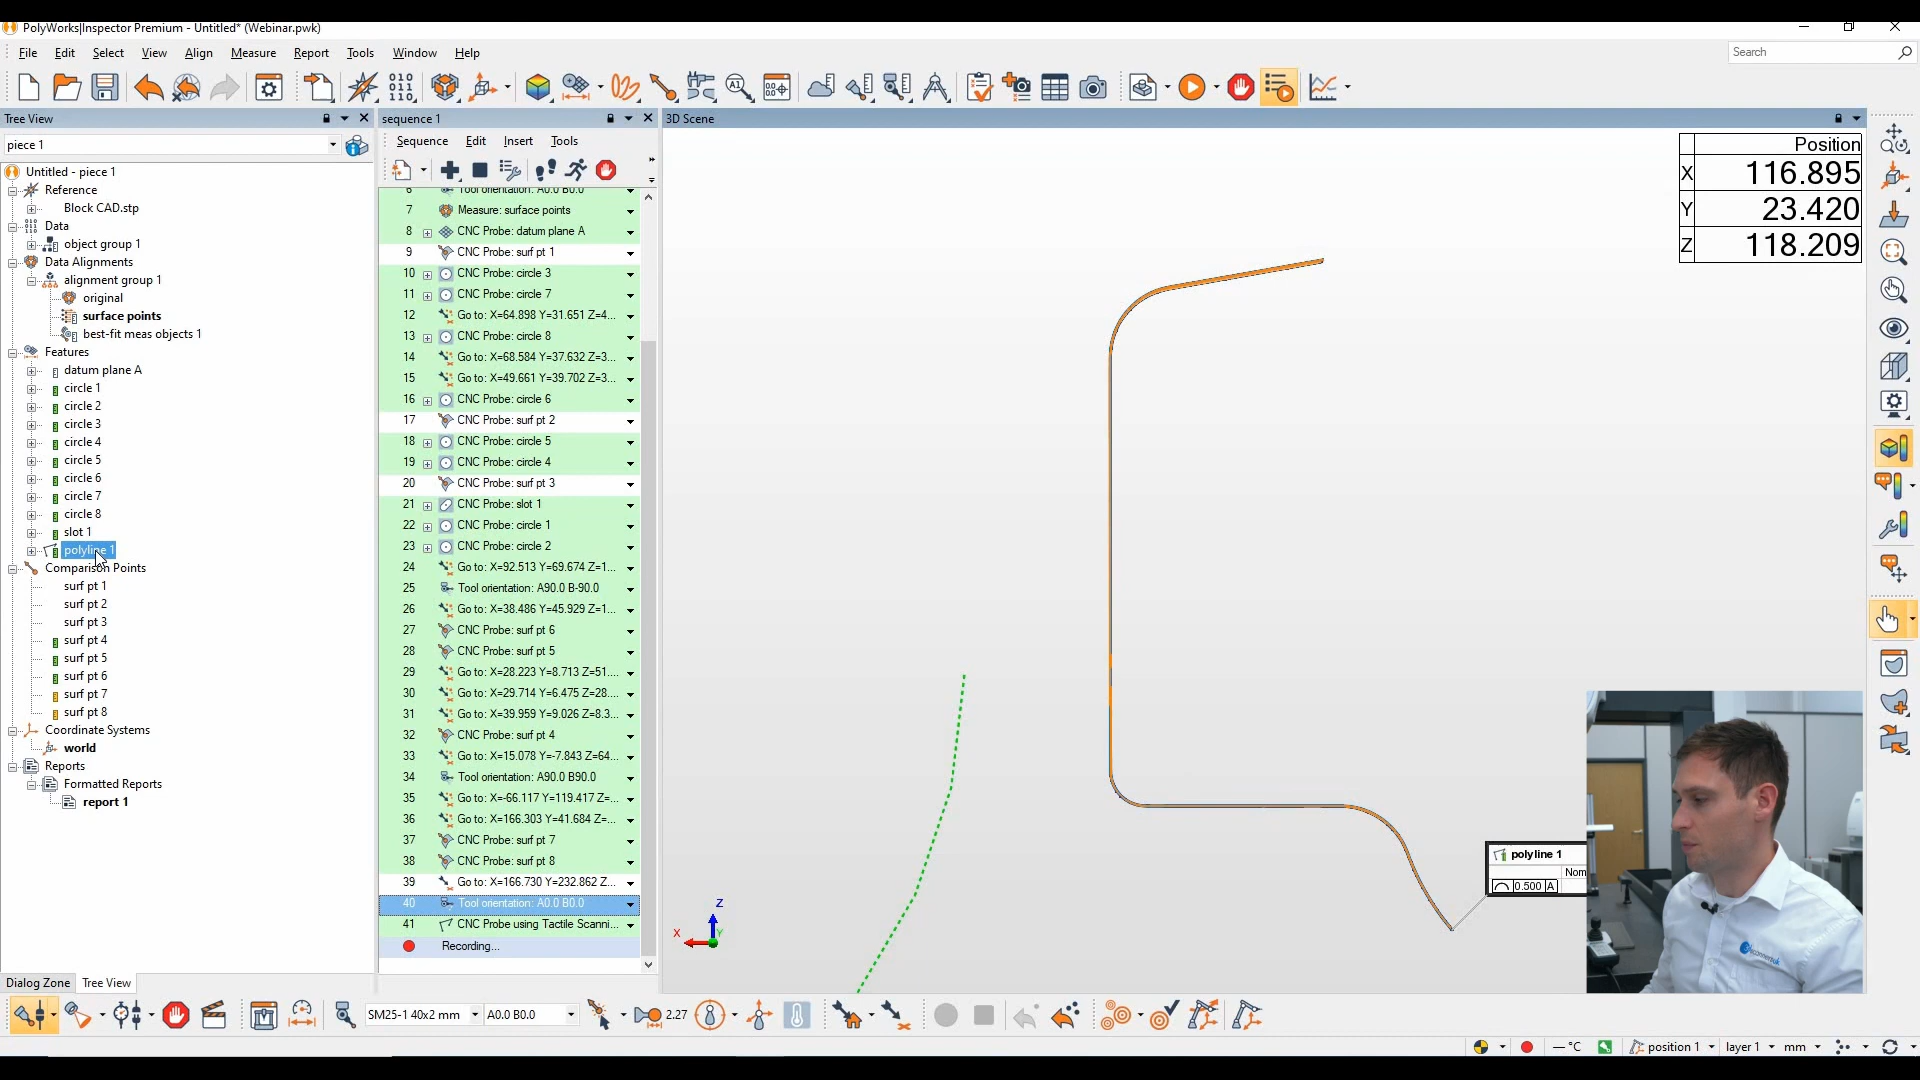 PolyWorks|Inspector Premium - Untitled* (Webinar.pwk)
File Edit Select View Align Measure Report Tools Window Help
Search
Tree View
piece 1
Untitled - piece 1
Reference
Block CAD.stp
Data
object group 1
Data Alignments
alignment group 1
original
surface points
best-fit meas objects 1
Features
datum plane A
circle 1
circle 2
circle 3
circle 4
circle 5
circle 6
circle 7
circle 8
slot 1
polyline 1
Comparison Points
surf pt 1
surf pt 2
surf pt 3
surf pt 4
surf pt 5
surf pt 6
surf pt 7
surf pt 8
Coordinate Systems
world
Reports
Formatted Reports
report 1
Dialog Zone Tree View
sequence 1
Sequence Edit Insert Tools
6 Tool orientation: A0.0 B0.0
7 Measure: surface points
8 CNC Probe: datum plane A
9 CNC Probe: surf pt 1
10 CNC Probe: circle 3
11 CNC Probe: circle 7
12 Go to: X=64.898 Y=31.651 Z=4...
13 CNC Probe: circle 8
14 Go to: X=68.584 Y=37.632 Z=3...
15 Go to: X=49.661 Y=39.702 Z=3...
16 CNC Probe: circle 6
17 CNC Probe: surf pt 2
18 CNC Probe: circle 5
19 CNC Probe: circle 4
20 CNC Probe: surf pt 3
21 CNC Probe: slot 1
22 CNC Probe: circle 1
23 CNC Probe: circle 2
24 Go to: X=92.513 Y=69.674 Z=1...
25 Tool orientation: A90.0 B-90.0
26 Go to: X=38.486 Y=45.929 Z=1...
27 CNC Probe: surf pt 6
28 CNC Probe: surf pt 5
29 Go to: X=28.223 Y=8.713 Z=51....
30 Go to: X=29.714 Y=6.475 Z=28....
31 Go to: X=39.959 Y=9.026 Z=8.3...
32 CNC Probe: surf pt 4
33 Go to: X=15.078 Y=-7.843 Z=64...
34 Tool orientation: A90.0 B90.0
35 Go to: X=-66.117 Y=119.417 Z=...
36 Go to: X=166.303 Y=41.684 Z=...
37 CNC Probe: surf pt 7
38 CNC Probe: surf pt 8
39 Go to: X=166.730 Y=232.862 Z...
40 Tool orientation: A0.0 B0.0
41 CNC Probe using Tactile Scanni...
Recording...
3D Scene
Position
X 116.895
Y 23.420
Z 118.209
polyline 1
Nom
0.500 A
Z
X
Y
SM25-1 40x2 mm A0.0 B0.0 2.27
— °C position 1 layer 1 mm